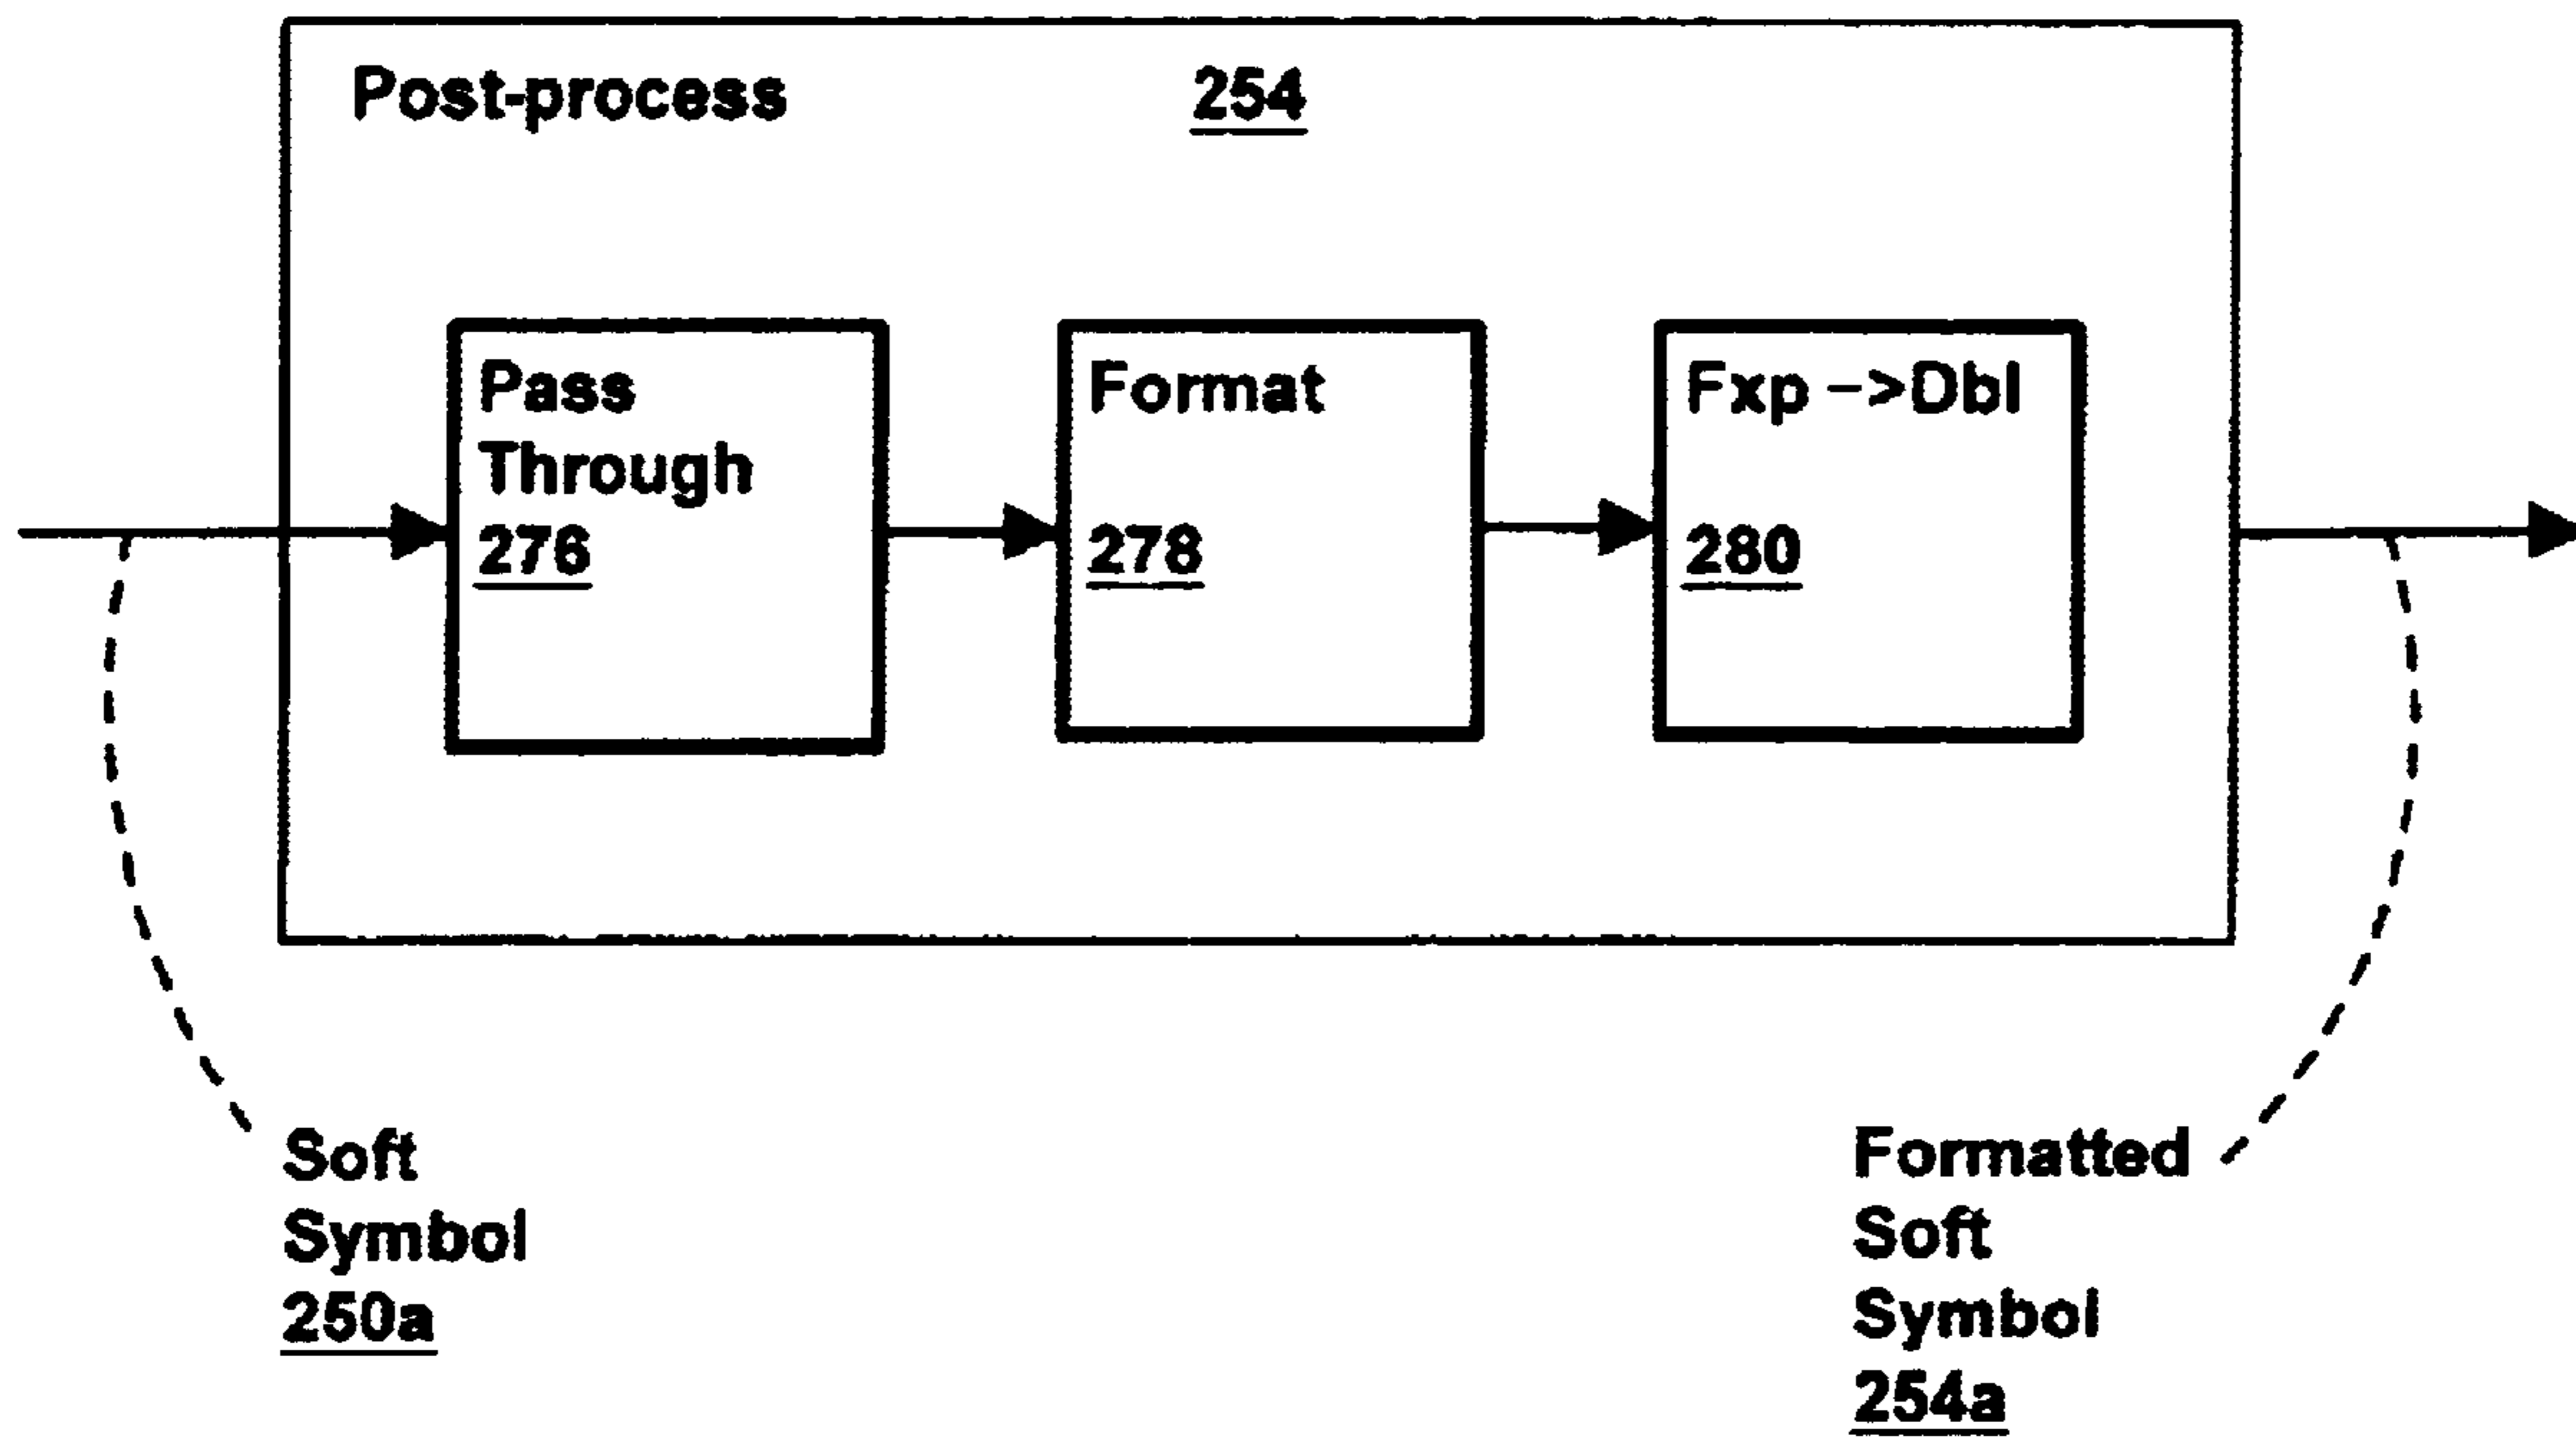 Post-process 254
Pass
Through
276
Format
278
Fxp –>Dbl
280
Soft
Symbol
250a
Formatted
Soft
Symbol
254a